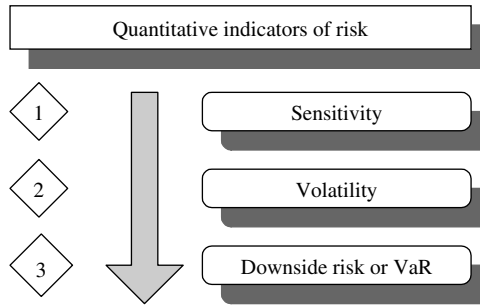 Quantitative indicators of risk
1 Sensitivity
2 Volatility
3 Downside risk or VaR